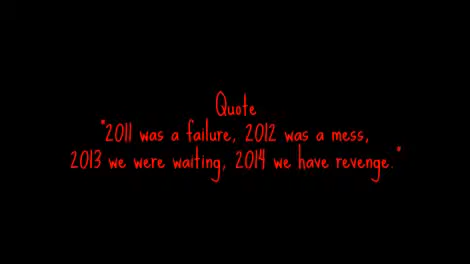 Quote
"2011 was a failure, 2012 was a mess,
2013 we were waiting, 2014 we have revenge."